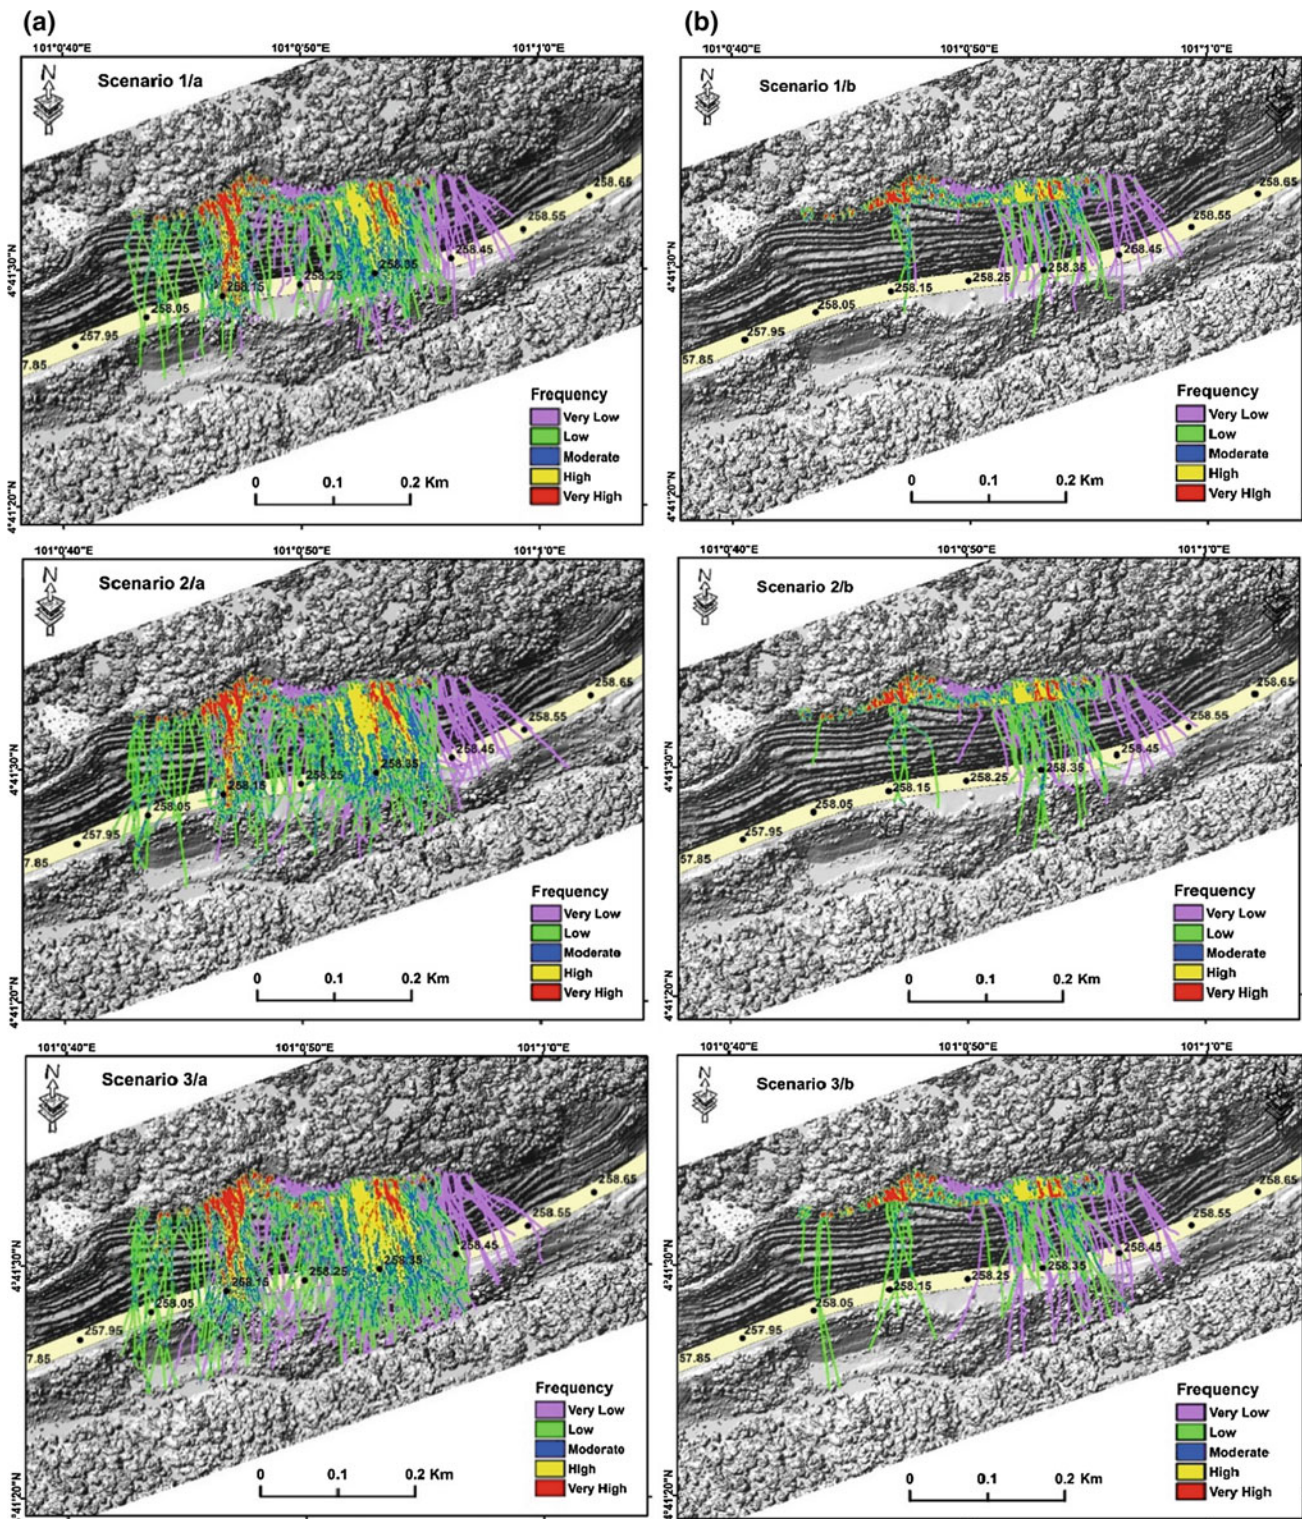 (a)
101°0'40"E 101°0'50"E 101°1'0"E
N
Scenario 1/a
4°41'30"N
4°41'20"N
258.65
258.55
258.45
258.35
258.25
258.15
258.05
257.95
7.85
Frequency
Very Low
Low
Moderate
High
Very High
0 0.1 0.2 Km
(b)
101°0'40"E 101°0'50"E 101°1'0"E
N
Scenario 1/b
4°41'30"N
4°41'20"N
258.65
258.55
258.35
258.25
258.15
258.05
257.95
57.85
Frequency
Very Low
Low
Moderate
High
Very High
0 0.1 0.2 Km
101°0'40"E 101°0'50"E 101°1'0"E
N
Scenario 2/a
4°41'30"N
4°41'20"N
258.65
258.55
258.45
258.35
258.25
258.15
258.05
257.95
7.85
Frequency
Very Low
Low
Moderate
High
Very High
0 0.1 0.2 Km
101°0'40"E 101°0'50"E 101°1'0"E
N
Scenario 2/b
4°41'30"N
4°41'20"N
258.65
258.55
258.45
258.35
258.25
258.15
258.05
257.95
57.85
Frequency
Very Low
Low
Moderate
High
Very High
0 0.1 0.2 Km
101°0'40"E 101°0'50"E 101°1'0"E
N
Scenario 3/a
4°41'30"N
4°41'20"N
258.65
258.55
258.45
258.35
258.25
258.15
258.05
257.95
7.85
Frequency
Very Low
Low
Moderate
High
Very High
0 0.1 0.2 Km
101°0'40"E 101°0'50"E 101°1'0"E
N
Scenario 3/b
4°41'30"N
4°41'20"N
258.65
258.55
258.45
258.35
258.25
258.15
258.05
257.95
57.85
Frequency
Very Low
Low
Moderate
High
Very High
0 0.1 0.2 Km